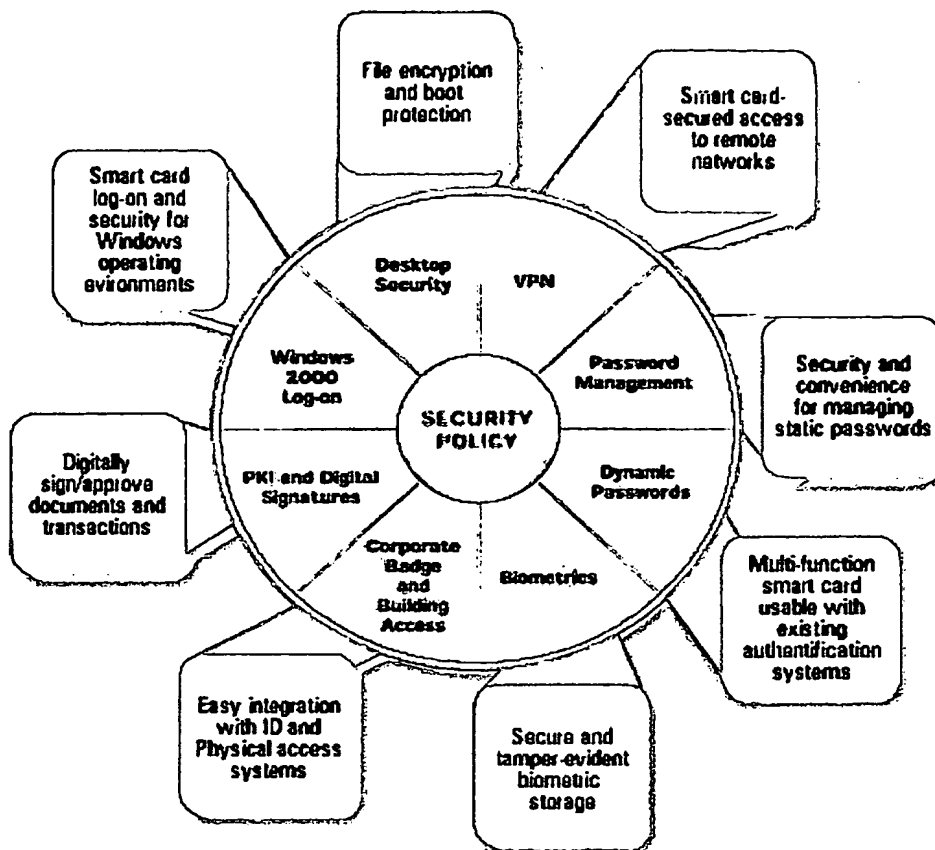 File encryption
and boot
protection
Smart card-
secured access
to remote
networks
Smart card
log-on and
security for
Windows
operating
evironments
Desktop
Security
VPN
Windows
2000
Log-on
Password
Management
Security and
convenience
for managing
static passwords
SECURITY
POLICY
Digitally
sign/approve
documents and
transactions
PKI and Digital
Signatures
Dynamic
Passwords
Corporate
Badge
and
Building
Access
Biometrics
Multi-function
smart card
usable with
existing
authentification
systems
Easy integration
with ID and
Physical access
systems
Secure and
tamper-evident
biometric
storage